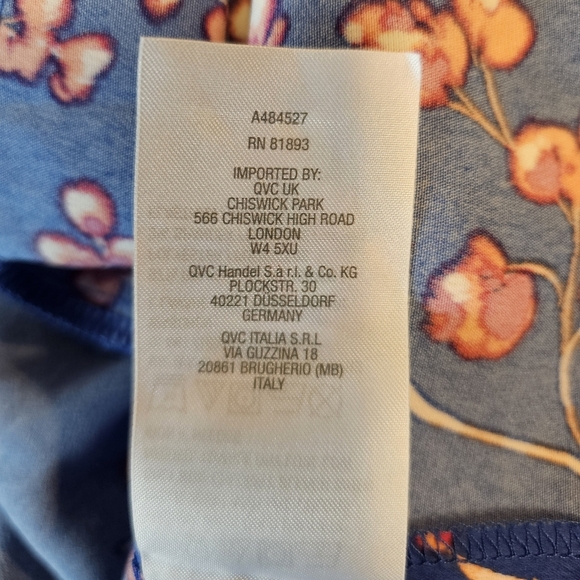 A484527
RN 81893
IMPORTED BY:
QVC UK
CHISWICK PARK
566 CHISWICK HIGH ROAD
LONDON
W4 5XU
QVC Handel S.à r.l. & Co. KG
PLOCKSTR. 30
40221 DÜSSELDORF
GERMANY
QVC ITALIA S.R.L
VIA GUZZINA 18
20861 BRUGHERIO (MB)
ITALY